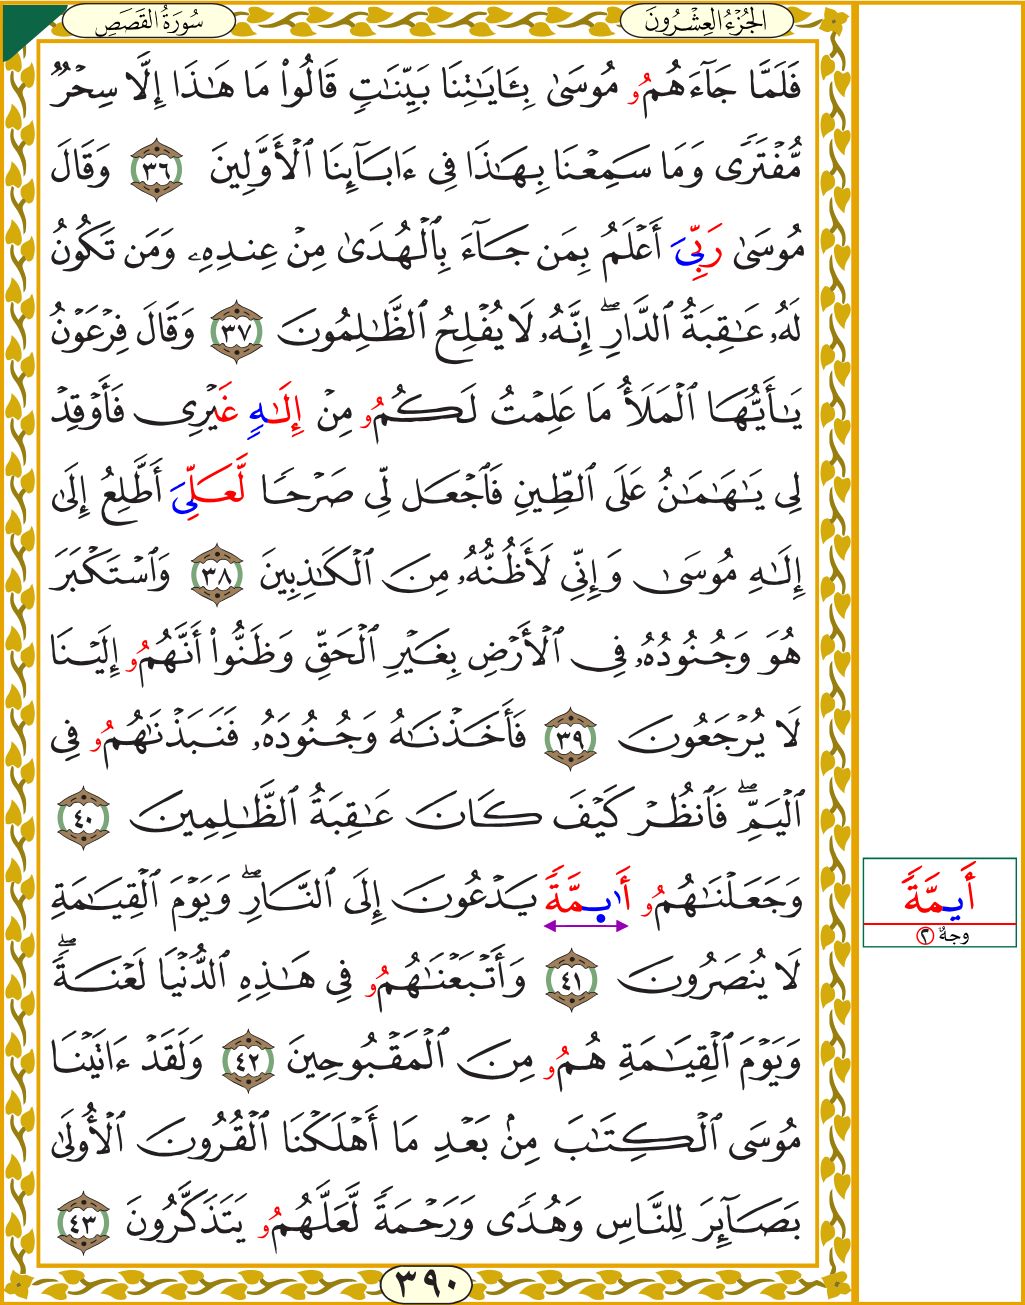 سُورَةُ القَصَصِ
الجُزْءُ العِشْرُونَ
فَلَمَّا جَآءَهُمُۥ مُوسَىٰ بِـَٔايَٰتِنَا بَيِّنَٰتٖ قَالُواْ مَا هَٰذَا إِلَّا سِحْرٞ
مُّفْتَرٗى وَمَا سَمِعْنَا بِهَٰذَا فِى ءَابَآئِنَا ٱلْأَوَّلِينَ ٣٦ وَقَالَ
مُوسَىٰ رَبِّىَ أَعْلَمُ بِمَن جَآءَ بِٱلْهُدَىٰ مِنْ عِندِهِۦ وَمَن تَكُونُ
لَهُۥ عَٰقِبَةُ ٱلدَّارِۖ إِنَّهُۥ لَا يُفْلِحُ ٱلظَّٰلِمُونَ ٣٧ وَقَالَ فِرْعَوْنُ
يَٰٓأَيُّهَا ٱلْمَلَأُ مَا عَلِمْتُ لَكُمُۥ مِنْ إِلَٰهٍ غَيْرِى فَأَوْقِدْ
لِى يَٰهَٰمَٰنُ عَلَى ٱلطِّينِ فَٱجْعَل لِّى صَرْحٗا لَّعَلِّىَ أَطَّلِعُ إِلَىٰ
إِلَٰهِ مُوسَىٰ وَإِنِّى لَأَظُنُّهُۥ مِنَ ٱلْكَٰذِبِينَ ٣٨ وَٱسْتَكْبَرَ
هُوَ وَجُنُودُهُۥ فِى ٱلْأَرْضِ بِغَيْرِ ٱلْحَقِّ وَظَنُّواْ أَنَّهُمُۥ إِلَيْنَا
لَا يُرْجَعُونَ ٣٩ فَأَخَذْنَٰهُ وَجُنُودَهُۥ فَنَبَذْنَٰهُمُۥ فِى
ٱلْيَمِّۖ فَٱنظُرْ كَيْفَ كَانَ عَٰقِبَةُ ٱلظَّٰلِمِينَ ٤٠
وَجَعَلْنَٰهُمُۥ أَىِٕمَّةٗ يَدْعُونَ إِلَى ٱلنَّارِۖ وَيَوْمَ ٱلْقِيَٰمَةِ
لَا يُنصَرُونَ ٤١ وَأَتْبَعْنَٰهُمُۥ فِى هَٰذِهِ ٱلدُّنْيَا لَعْنَةٗۖ
وَيَوْمَ ٱلْقِيَٰمَةِ هُمُۥ مِنَ ٱلْمَقْبُوحِينَ ٤٢ وَلَقَدْ ءَاتَيْنَا
مُوسَى ٱلْكِتَٰبَ مِنۢ بَعْدِ مَا أَهْلَكْنَا ٱلْقُرُونَ ٱلْأُولَىٰ
بَصَآئِرَ لِلنَّاسِ وَهُدٗى وَرَحْمَةٗ لَّعَلَّهُمُۥ يَتَذَكَّرُونَ ٤٣
٣٩٠
أَيِمَّةٗ
وجهٌ ٢